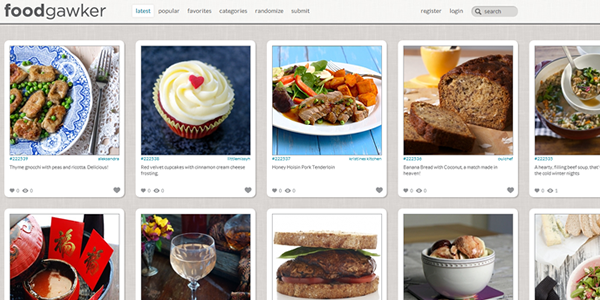 foodgawker
latest popular favorites categories randomize submit register login search
#222539 aleksandra
Thyme gnocchi with peas and ricotta. Delicious!
0 0
#222538 littlemissun
Red velvet cupcakes with cinnamon cream cheese
frosting
0 0
#222537 kristines kitchen
Honey Hoisin Pork Tenderloin
0 0
#222536 ouichef
Banana Bread with Coconut, a match made in
heaven!
0 0
#222535
A hearty, filling beef soup, that
the cold winter nights
0 1
福
福